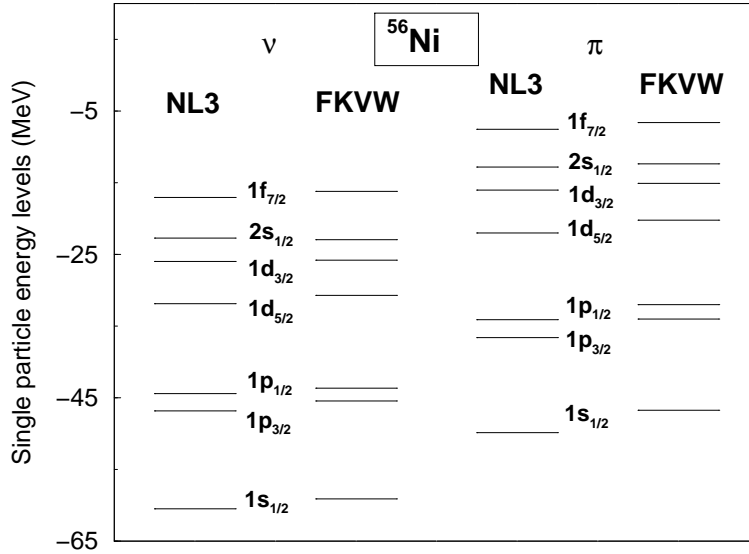 ⁵⁶Ni
ν
π
NL3
FKVW
NL3
FKVW
Single particle energy levels (MeV)
−5
−25
−45
−65
1f₇/₂
2s₁/₂
1d₃/₂
1d₅/₂
1p₁/₂
1p₃/₂
1s₁/₂
1f₇/₂
2s₁/₂
1d₃/₂
1d₅/₂
1p₁/₂
1p₃/₂
1s₁/₂